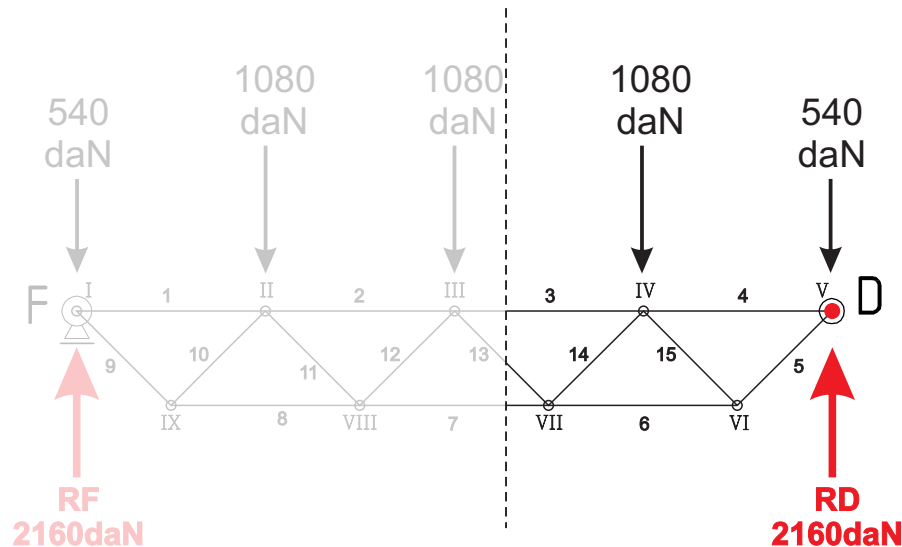 1080
daN
1080
daN
1080
daN
540
daN
540
daN
F
I
1
II
2
III
3
IV
4
V
D
9
10
11
12
13
14
15
5
IX
8
VIII
7
VII
6
VI
RF
2160daN
RD
2160daN